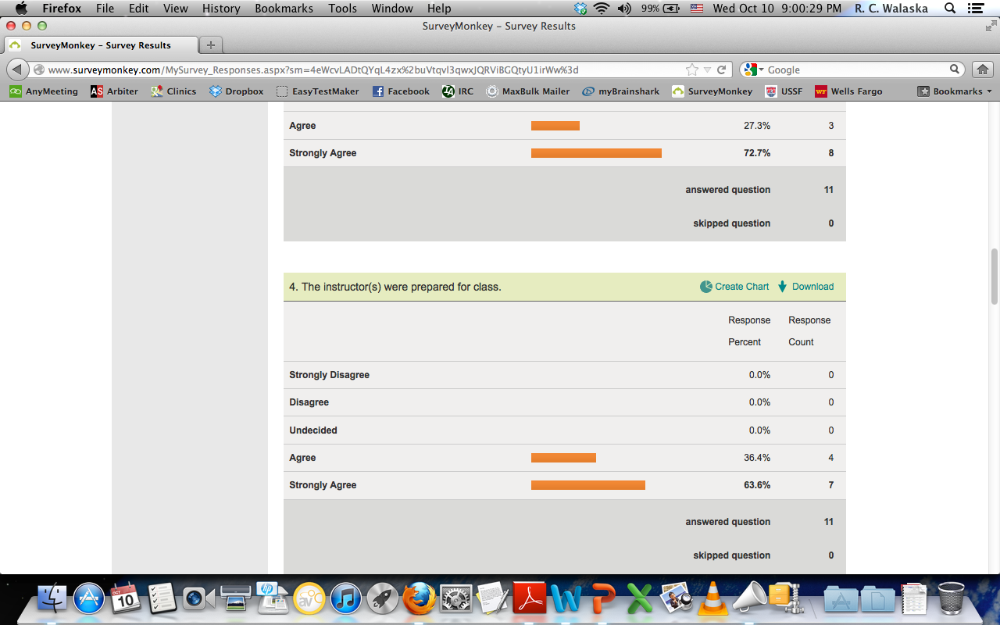 Firefox File Edit View History Bookmarks Tools Window Help 99% Wed Oct 10 9:00:29 PM R. C. Walaska
SurveyMonkey – Survey Results
SurveyMonkey – Survey Results
www.surveymonkey.com/MySurvey_Responses.aspx?sm=4eWcvLADtQYqL4zx%2buVtqvl3qwxJQRViBGQtyU1irWw%3d Google
AnyMeeting AS Arbiter Clinics Dropbox EasyTestMaker Facebook IRC MaxBulk Mailer myBrainshark SurveyMonkey USSF WF Wells Fargo Bookmarks
Agree 27.3% 3
Strongly Agree 72.7% 8
answered question 11
skipped question 0
4. The instructor(s) were prepared for class. Create Chart Download
Response Response
Percent Count
Strongly Disagree 0.0% 0
Disagree 0.0% 0
Undecided 0.0% 0
Agree 36.4% 4
Strongly Agree 63.6% 7
answered question 11
skipped question 0
OCT
10
hp
av